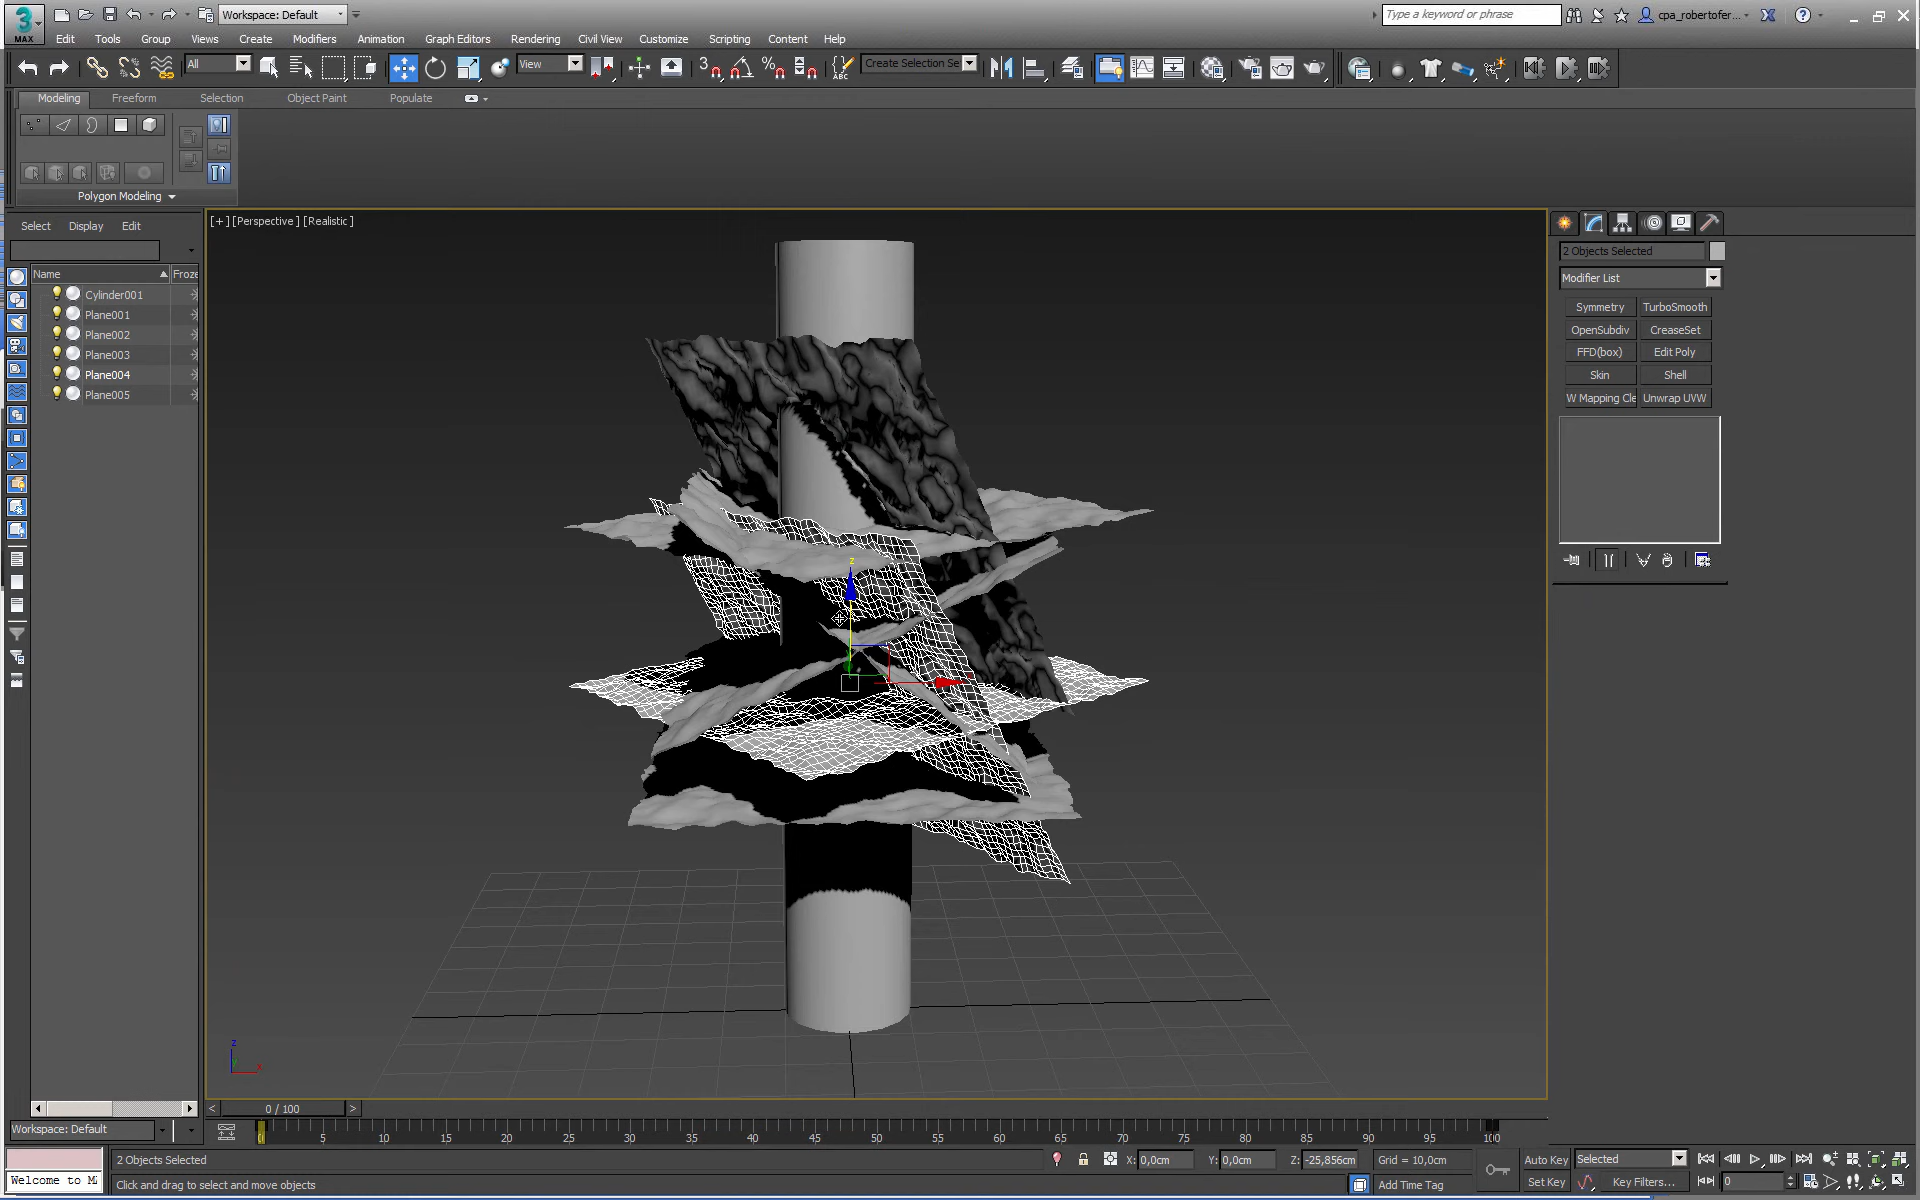 3
MAX
Workspace: Default
Type a keyword or phrase
cpa_robertofer...
Edit
Tools
Group
Views
Create
Modifiers
Animation
Graph Editors
Rendering
Civil View
Customize
Scripting
Content
Help
All
View
3
ABC
Create Selection Se
Modeling
Freeform
Selection
Object Paint
Populate
Polygon Modeling
Select
Display
Edit
Name
Froze
Cylinder001
Plane001
Plane002
Plane003
Plane004
Plane005
[+] [Perspective ] [Realistic ]
z
z
x
2 Objects Selected
Modifier List
Symmetry
TurboSmooth
OpenSubdiv
CreaseSet
FFD(box)
Edit Poly
Skin
Shell
W Mapping Cle
Unwrap UVW
< 0 / 100 >
Workspace: Default
0 5 10 15 20 25 30 35 40 45 50 55 60 65 70 75 80 85 90 95 100
2 Objects Selected
X: 0,0cm
Y: 0,0cm
Z: -25,856cm
Grid = 10,0cm
Auto Key
Selected
Welcome to M
Click and drag to select and move objects
Add Time Tag
Set Key
Key Filters...
0